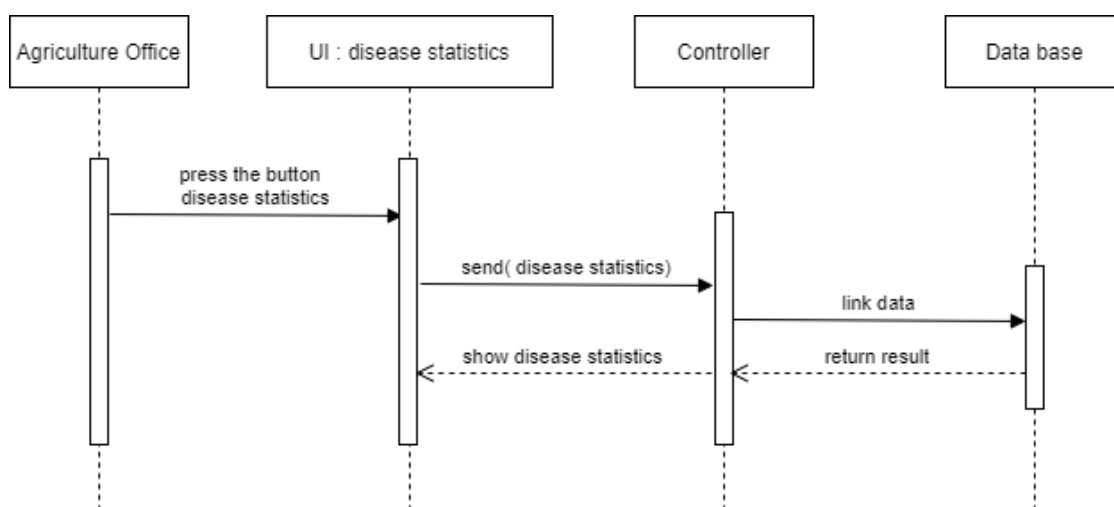 Agriculture Office
UI : disease statistics
Controller
Data base
press the button
disease statistics
send( disease statistics)
link data
show disease statistics
return result